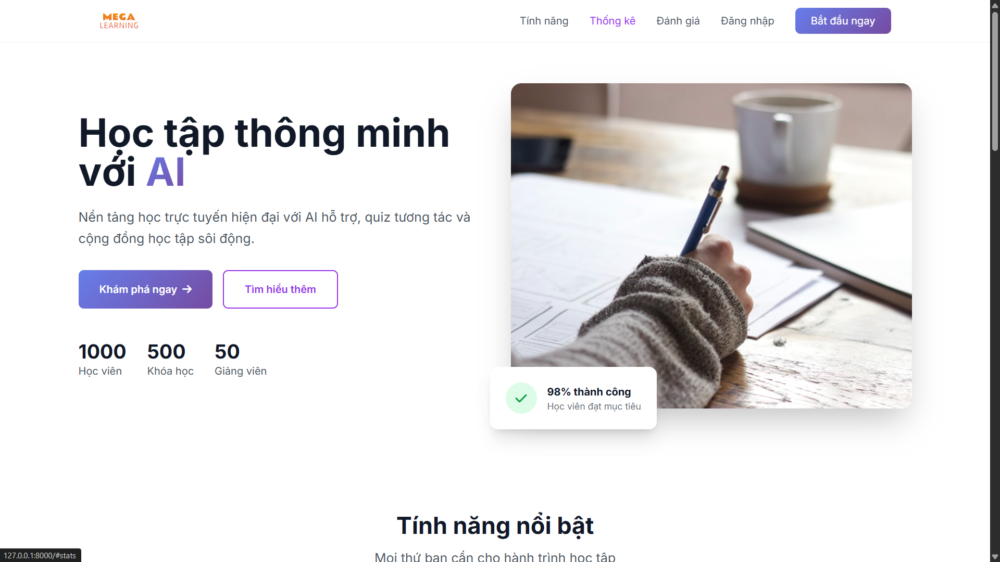 MEGA
LEARNING
Tính năng
Thống kê
Đánh giá
Đăng nhập
Bắt đầu ngay
Học tập thông minh
với AI
Nền tảng học trực tuyến hiện đại với AI hỗ trợ, quiz tương tác và
cộng đồng học tập sôi động.
Khám phá ngay →
Tìm hiểu thêm
1000
Học viên
500
Khóa học
50
Giảng viên
98% thành công
Học viên đạt mục tiêu
Tính năng nổi bật
Mọi thứ bạn cần cho hành trình học tập
127.0.0.1:8000/#stats